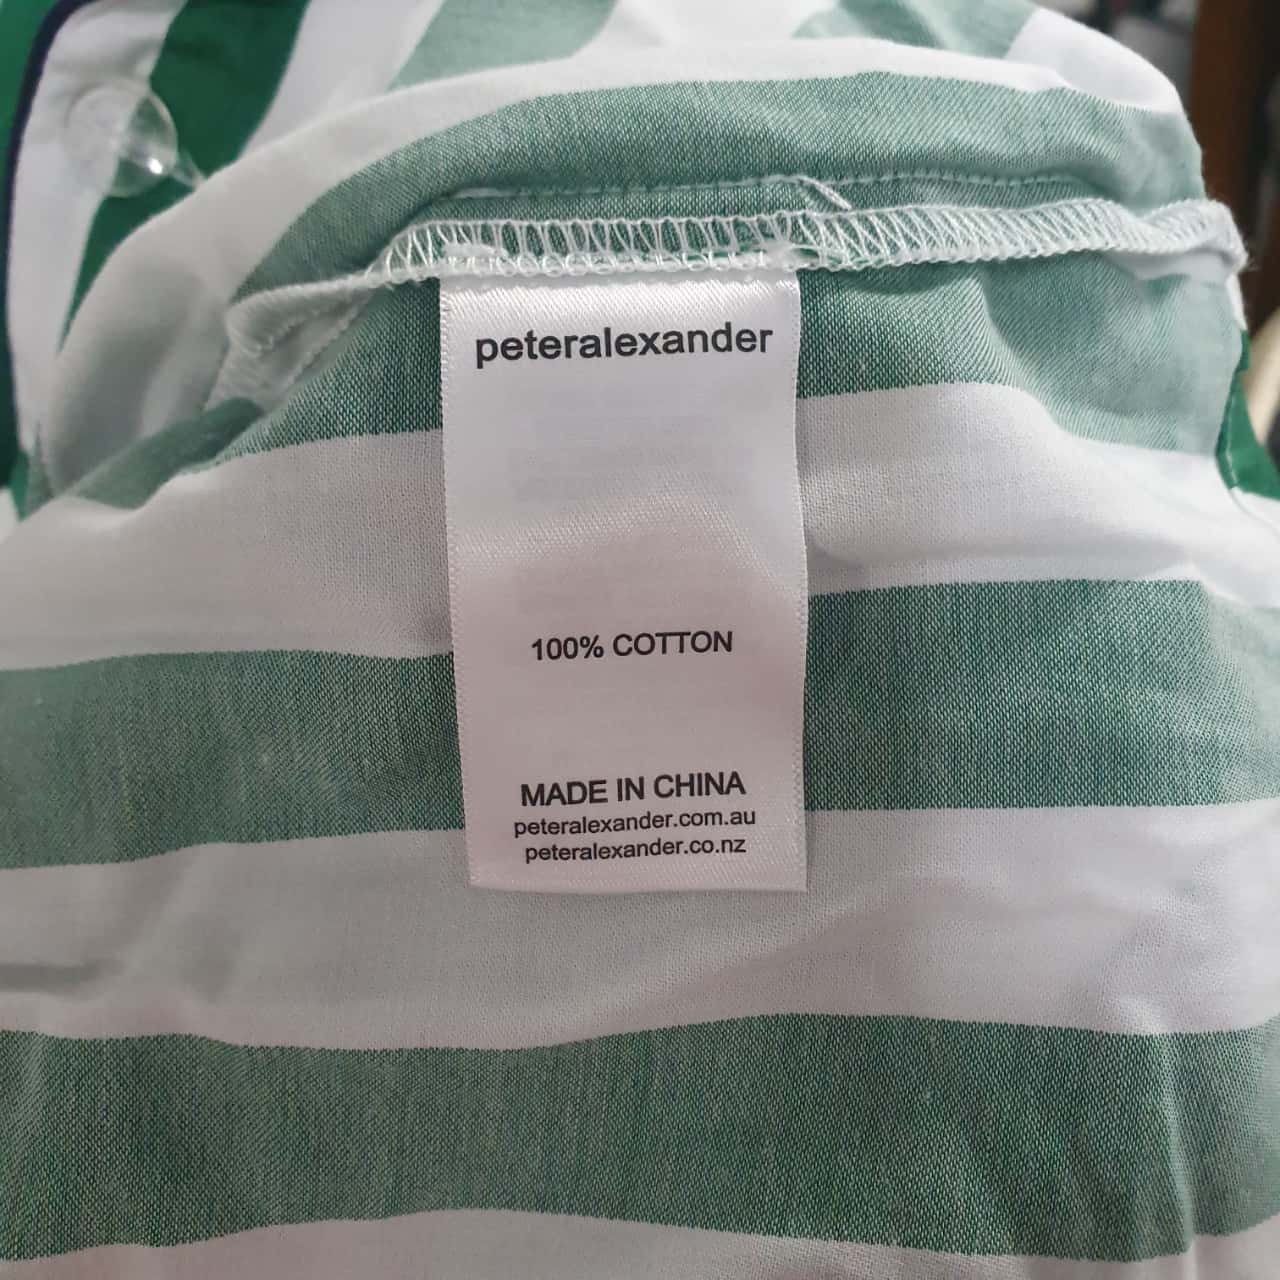 peteralexander
100% COTTON
MADE IN CHINA
peteralexander.com.au
peteralexander.co.nz